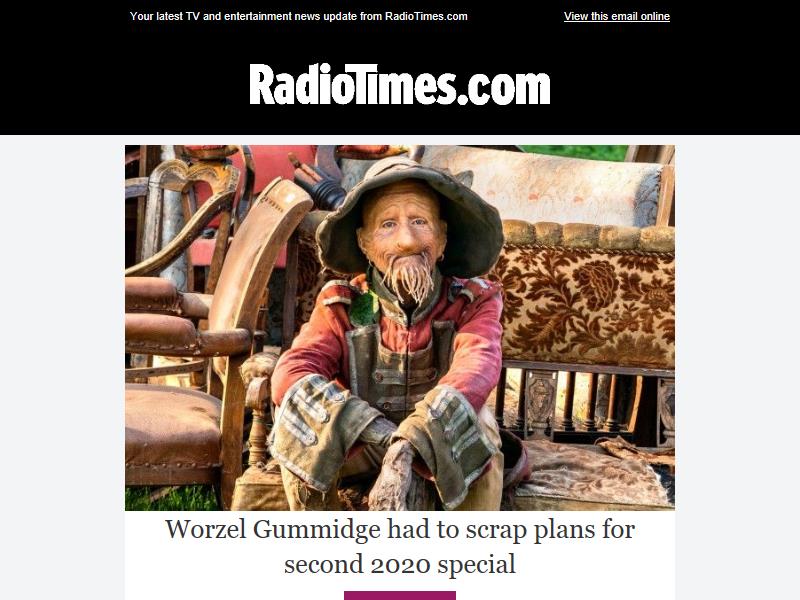 Your latest TV and entertainment news update from RadioTimes.com
View this email online
RadioTimes.com
Worzel Gummidge had to scrap plans for
second 2020 special